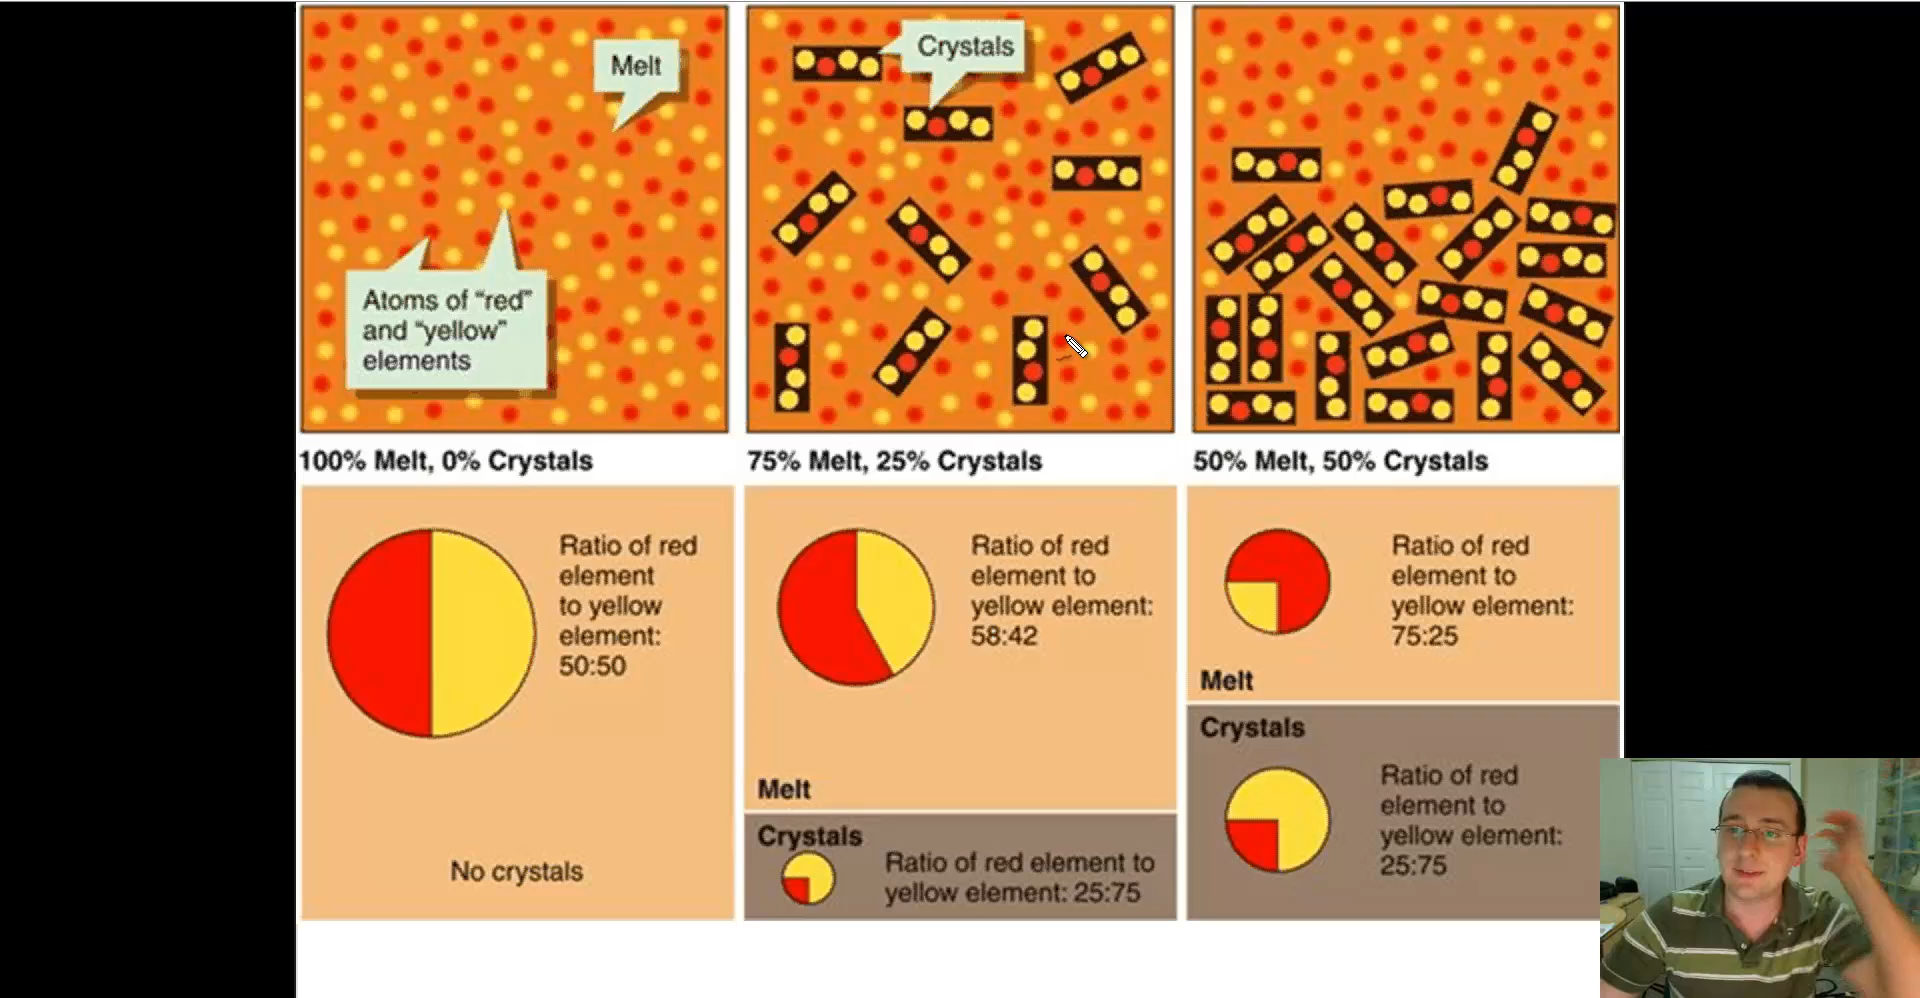 Melt
Atoms of “red”
and “yellow”
elements
Crystals
100% Melt, 0% Crystals
75% Melt, 25% Crystals
50% Melt, 50% Crystals
Ratio of red
element
to yellow
element:
50:50
No crystals
Ratio of red
element to
yellow element:
58:42
Melt
Crystals
Ratio of red element to
yellow element: 25:75
Ratio of red
element to
yellow element:
75:25
Melt
Crystals
Ratio of red
element to
yellow element:
25:75